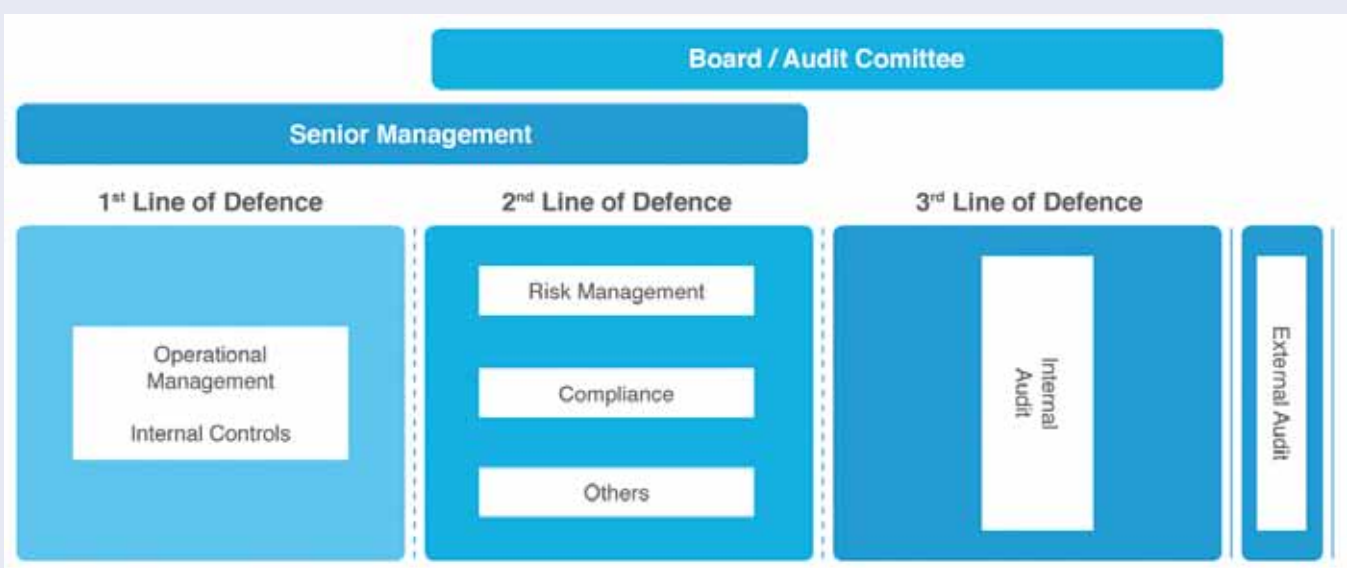 Board / Audit Comittee
Senior Management
1st Line of Defence
2nd Line of Defence
3rd Line of Defence
Operational
Management
Internal Controls
Risk Management
Compliance
Others
Internal
Audit
External Audit